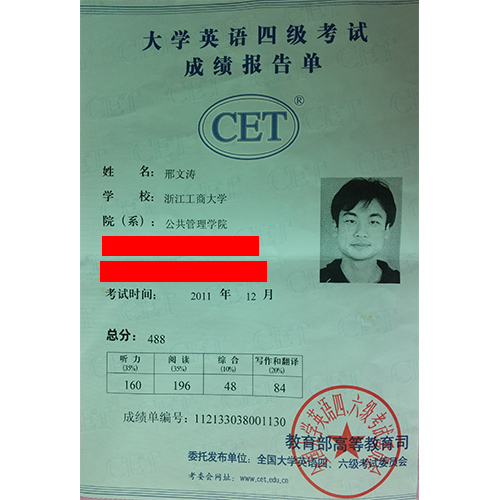 大学英语四级考试
成绩报告单
CET®
姓 名：邢文涛
学 校：浙江工商大学
院（系）：公共管理学院
考试时间： 2011 年 12 月
总分：488
听力 阅读 综合 写作和翻译
(35%) (35%) (10%) (20%)
160 196 48 84
成绩单编号：112133038001130
教育部高等教育司
委托发布单位：全国大学英语四、六级考试委员会
考委会网址：www.cet.edu.cn
全国大学英语四、六级考试委员会